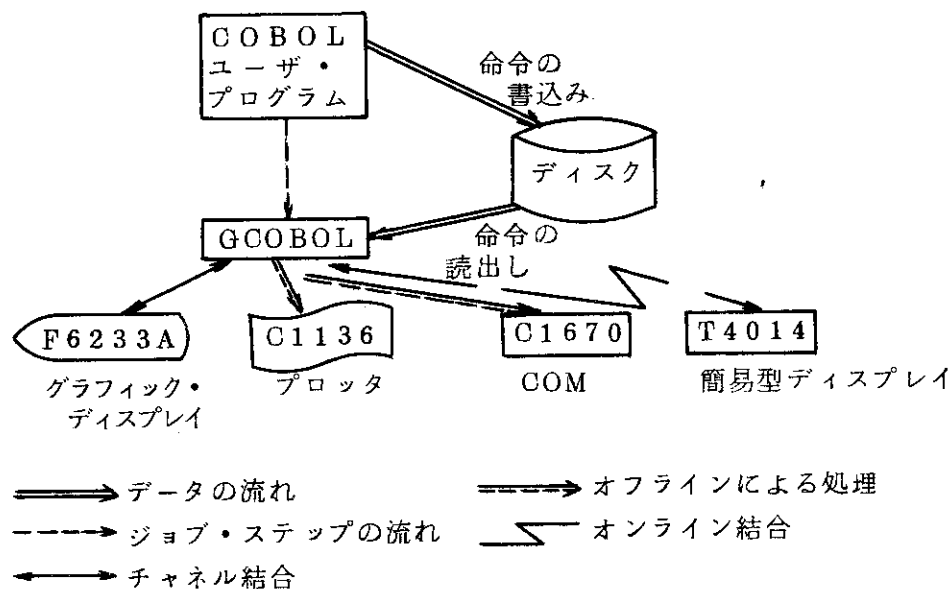 COBOL
ユーザ・
プログラム
命令の
書込み
ディスク
GCOBOL
命令の
読出し
F6233A
C1136
C1670
T4014
グラフィック・
ディスプレイ
プロッタ
COM
簡易型ディスプレイ
データの流れ
オフラインによる処理
ジョブ・ステップの流れ
オンライン結合
チャネル結合